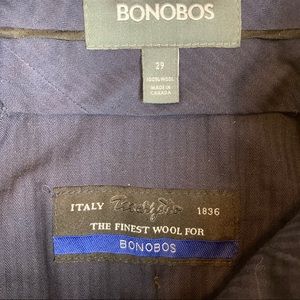 BONOBOS
29
100% WOOL
MADE IN
CANADA
ITALY 1836
THE FINEST WOOL FOR
BONOBOS